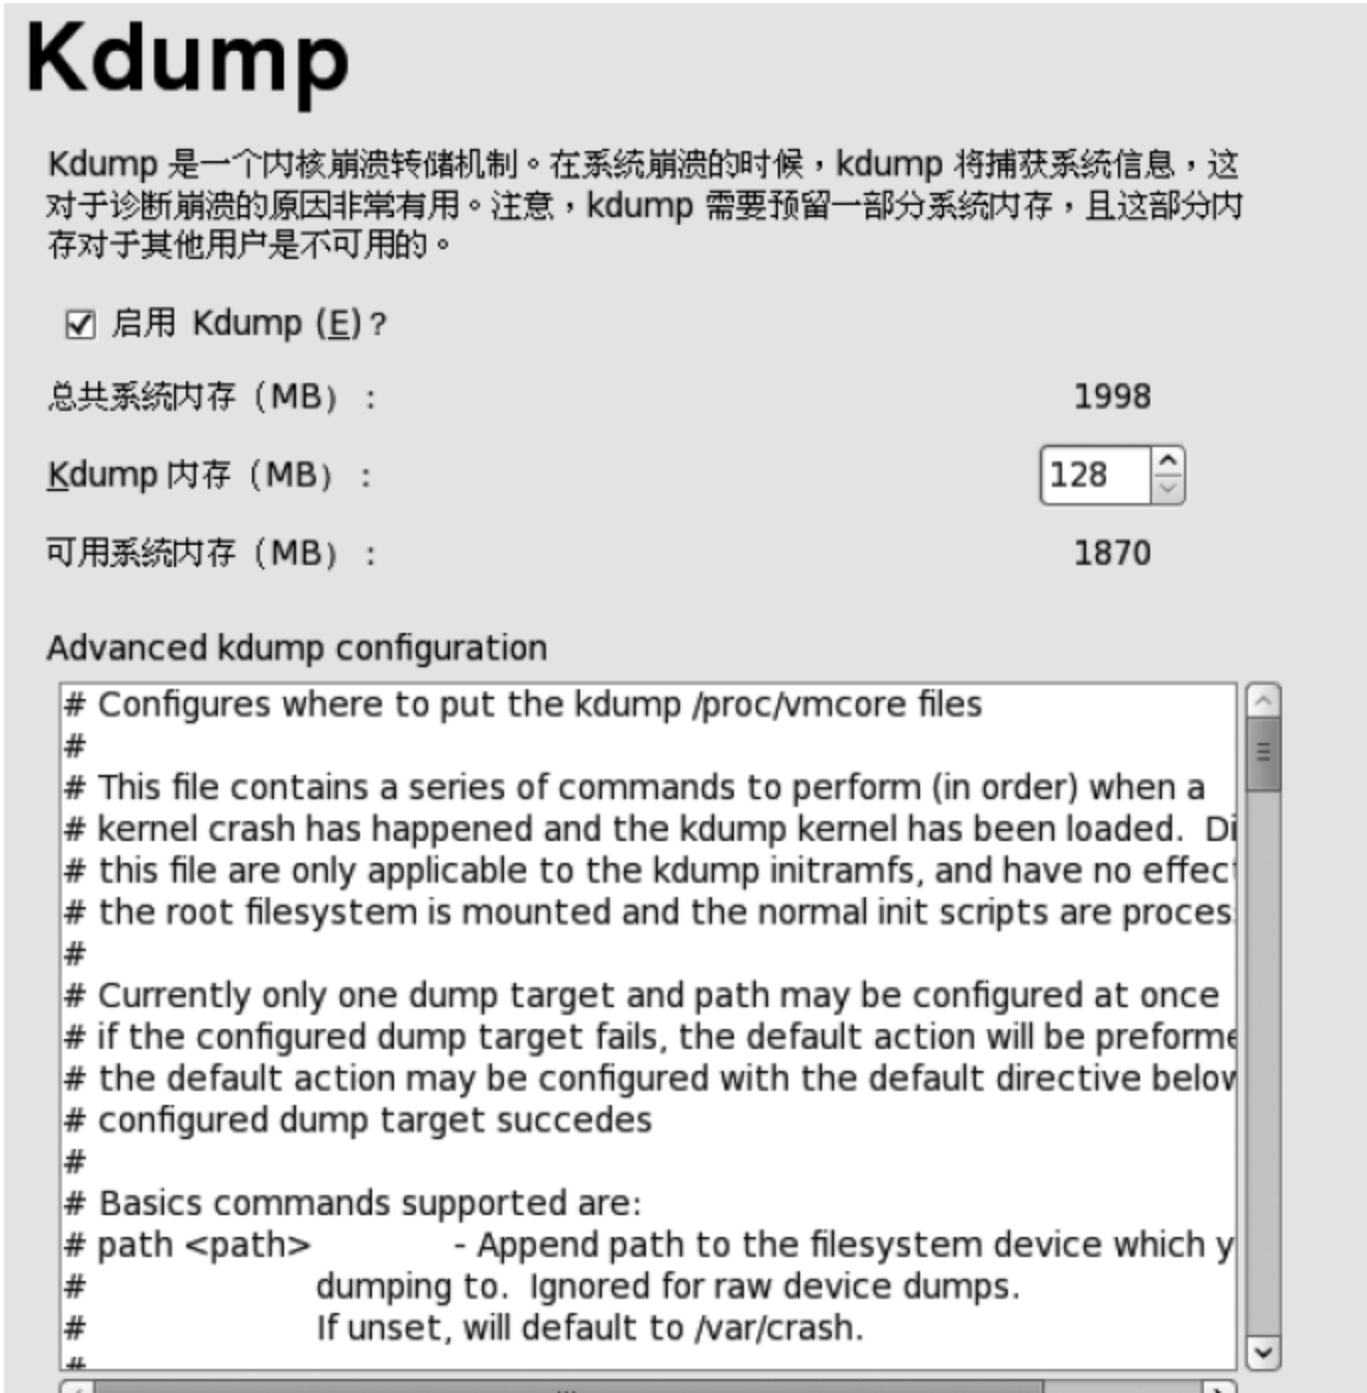 Kdump
Kdump 是一个内核崩溃转储机制。在系统崩溃的时候，kdump 将捕获系统信息，这
对于诊断崩溃的原因非常有用。注意，kdump 需要预留一部分系统内存，且这部分内
存对于其他用户是不可用的。
启用 Kdump (E)？
总共系统内存（MB）：
1998
Kdump 内存（MB）：
128
可用系统内存（MB）：
1870
Advanced kdump configuration
# Configures where to put the kdump /proc/vmcore files
#
# This file contains a series of commands to perform (in order) when a
# kernel crash has happened and the kdump kernel has been loaded.  Di
# this file are only applicable to the kdump initramfs, and have no effect
# the root filesystem is mounted and the normal init scripts are process
#
# Currently only one dump target and path may be configured at once
# if the configured dump target fails, the default action will be preforme
# the default action may be configured with the default directive below
# configured dump target succedes
#
# Basics commands supported are:
# path <path> - Append path to the filesystem device which y
# dumping to.  Ignored for raw device dumps.
# If unset, will default to /var/crash.
#